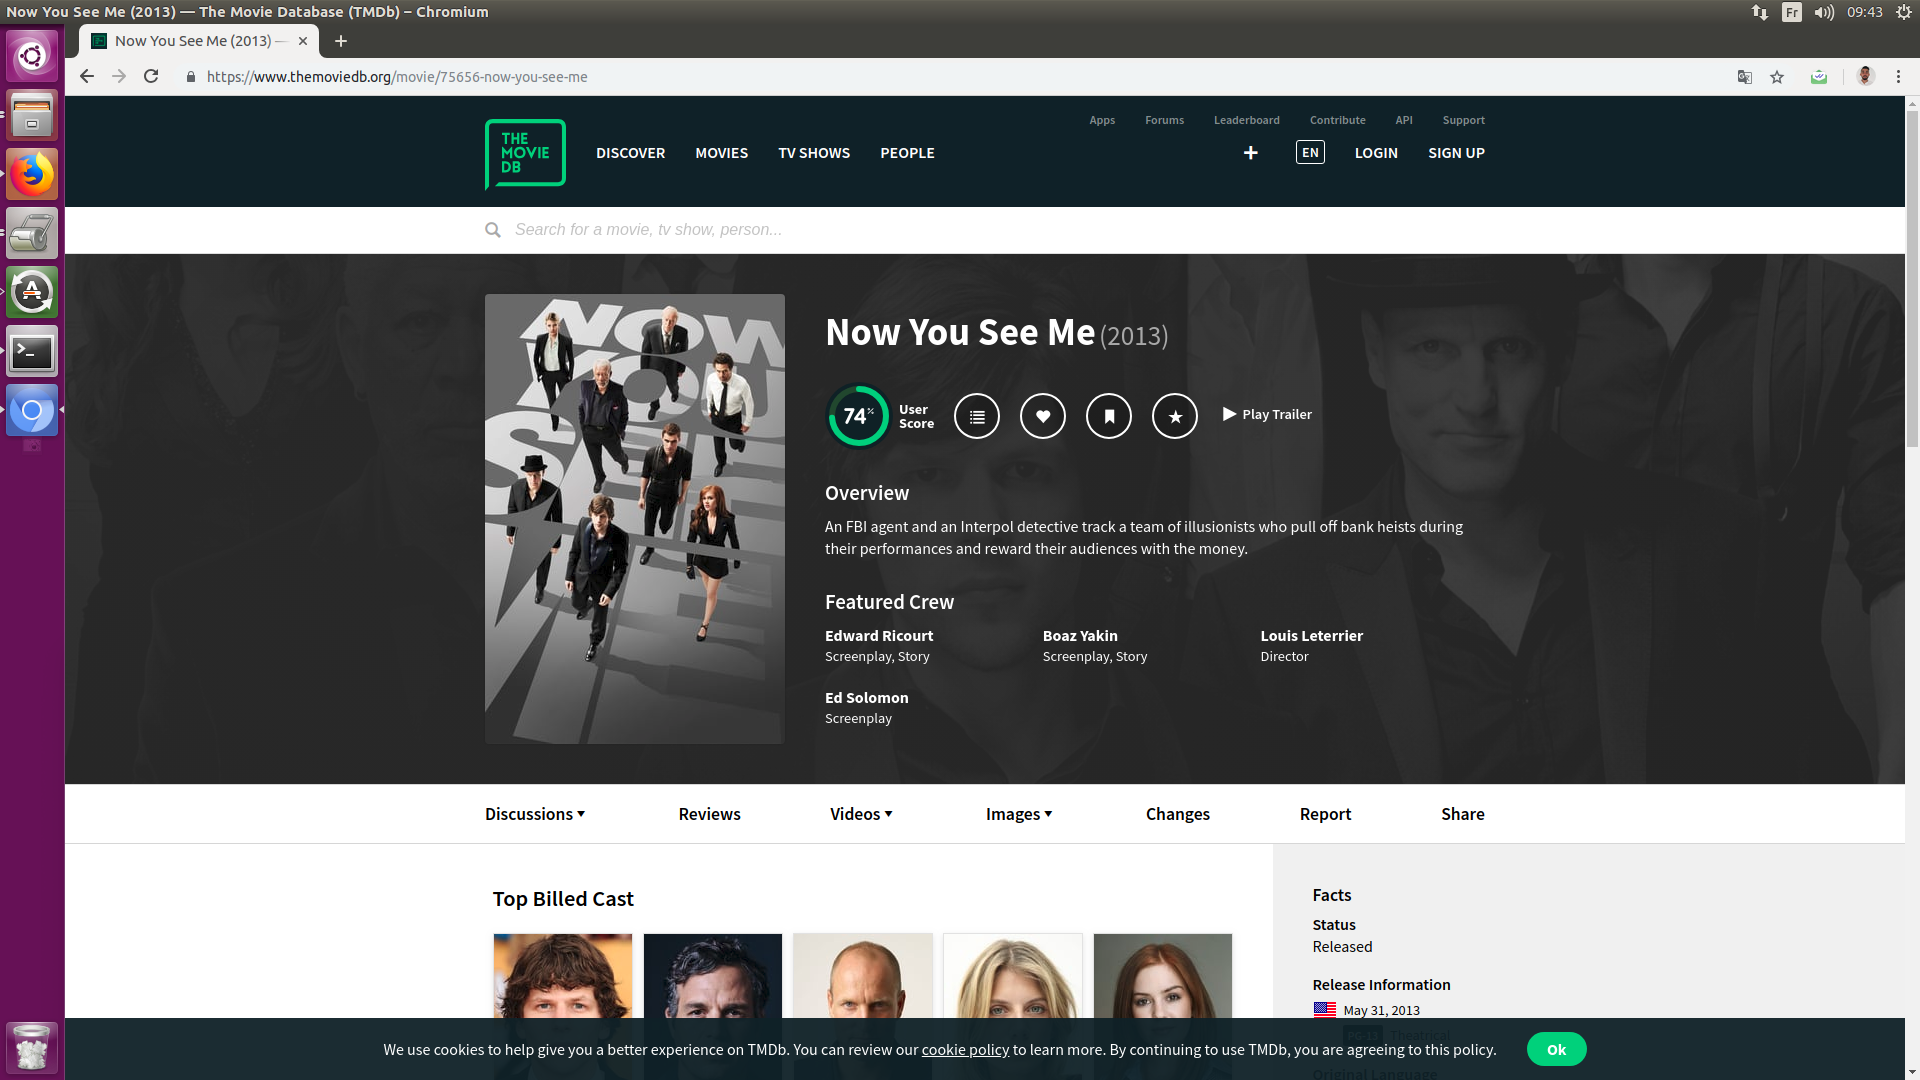 Now You See Me (2013) — The Movie Database (TMDb) – Chromium
Fr
09:43
Now You See Me (2013) —
https://www.themoviedb.org/movie/75656-now-you-see-me
Apps Forums Leaderboard Contribute API Support
THE
MOVIE
DB
DISCOVER MOVIES TV SHOWS PEOPLE
+ EN LOGIN SIGN UP
Search for a movie, tv show, person...
NOW
YOU
SEE
ME
Now You See Me (2013)
74%
User
Score
Play Trailer
Overview
An FBI agent and an Interpol detective track a team of illusionists who pull off bank heists during
their performances and reward their audiences with the money.
Featured Crew
Edward Ricourt
Screenplay, Story
Boaz Yakin
Screenplay, Story
Louis Leterrier
Director
Ed Solomon
Screenplay
Discussions Reviews Videos Images Changes Report Share
Top Billed Cast
Facts
Status
Released
Release Information
May 31, 2013
PG-13 Theatrical
Original Language
We use cookies to help give you a better experience on TMDb. You can review our cookie policy to learn more. By continuing to use TMDb, you are agreeing to this policy.
Ok